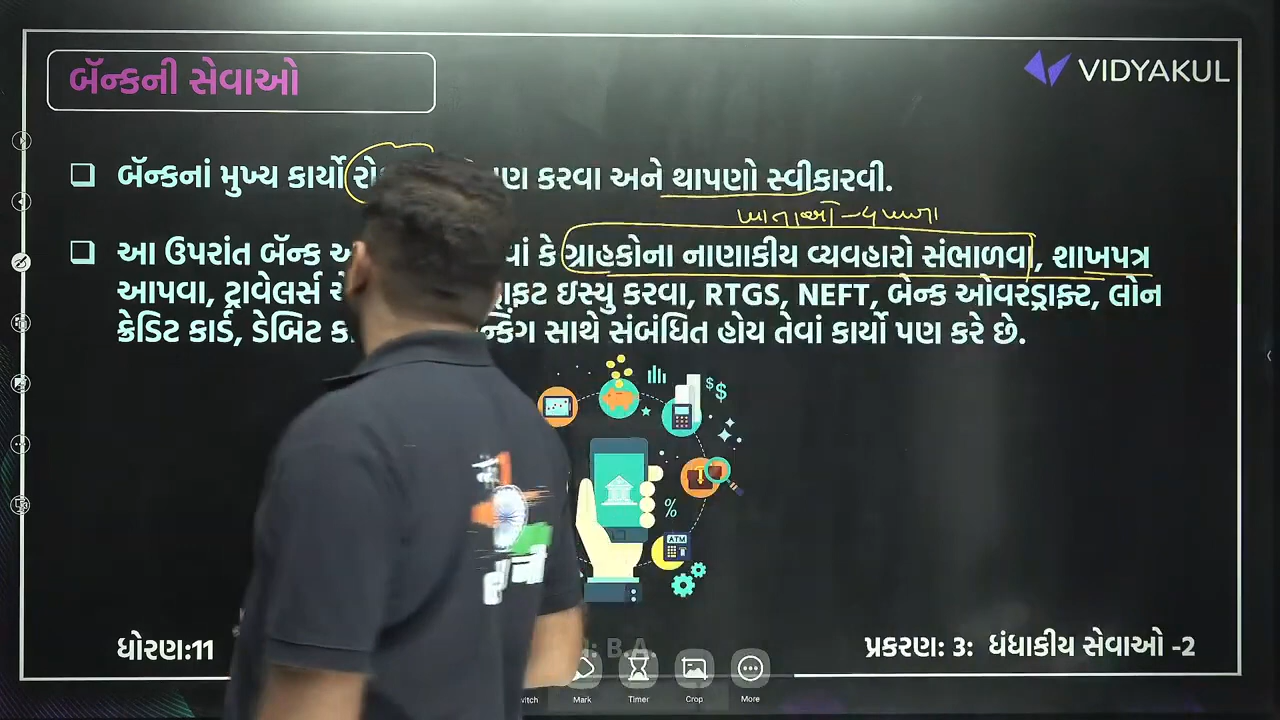 બૅન્કની સેવાઓ
VIDYAKUL
બૅન્કનાં મુખ્ય કાર્યો કરવા અને થાપણો સ્વીકારવી.
આ ઉપરાંત બૅન્ક કે ગ્રાહકોના નાણાકીય વ્યવહારો સંભાળવા, શાખપત્ર
આપવા, ટ્રાવેલર્સ ઇસ્યુ કરવા, RTGS, NEFT, બેન્ક ઓવરડ્રાફ્ટ, લોન
ક્રેડિટ કાર્ડ, ડેબિટ સાથે સંબંધિત હોય તેવાં કાર્યો પણ કરે છે.
$$
%
ATM
ધોરણ:11
B.A.
પ્રકરણ: 3: ધંધાકીય સેવાઓ -2
Mark
Timer
Crop
More